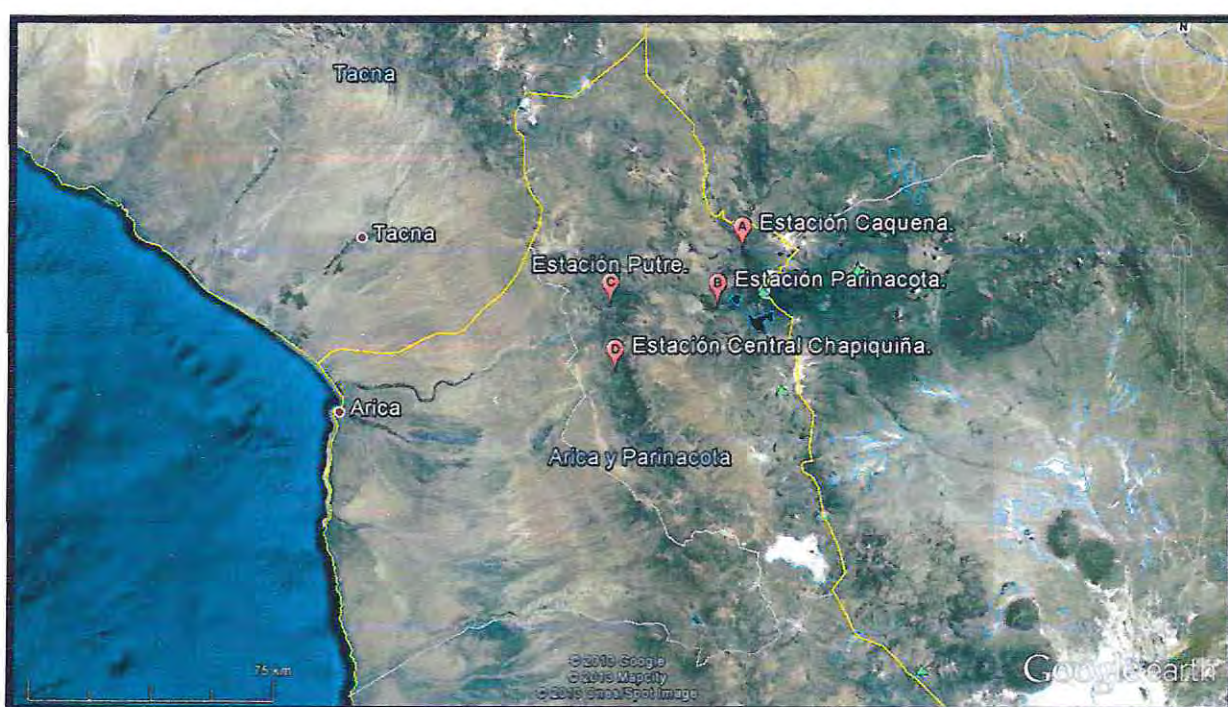 N
Tacna
A Estación Caquena.
Tacna
Estación Putre.
C
B Estación Parinacota.
D Estación Central Chapiquiña.
Arica
Arica y Parinacota
75 km
© 2013 Google
© 2013 Mapcity
© 2013 Cnes/Spot Image
Google earth